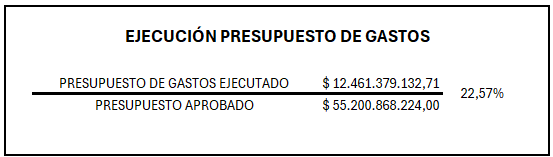 EJECUCIÓN PRESUPUESTO DE GASTOS
PRESUPUESTO DE GASTOS EJECUTADO $ 12.461.379.132,71
22,57%
PRESUPUESTO APROBADO $ 55.200.868.224,00